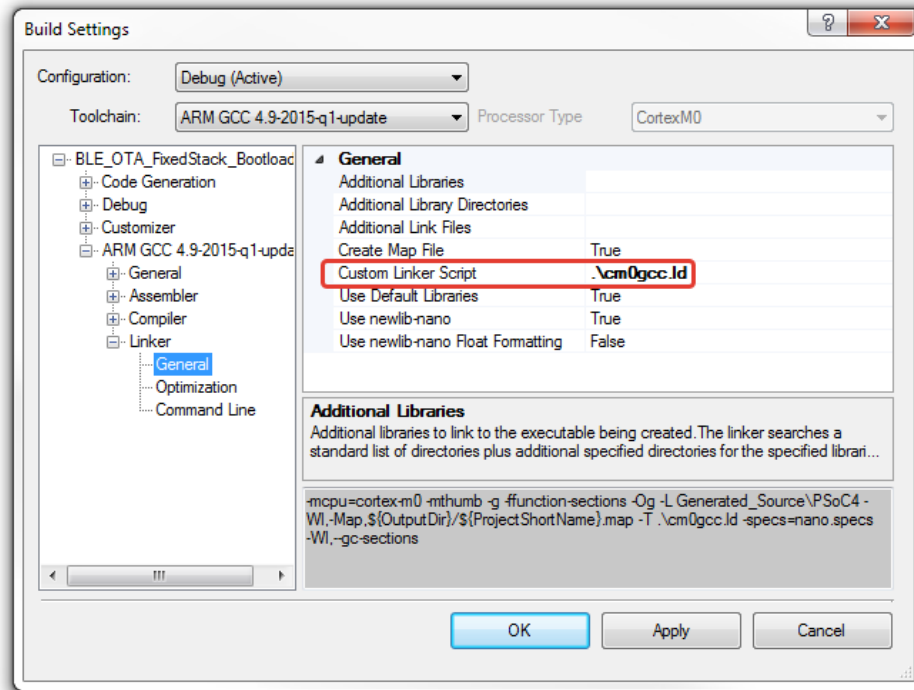 Build Settings
Configuration: Debug (Active)
Toolchain: ARM GCC 4.9-2015-q1-update Processor Type CortexM0
BLE_OTA_FixedStack_Bootload
Code Generation
Debug
Customizer
ARM GCC 4.9-2015-q1-upda
General
Assembler
Compiler
Linker
General
Optimization
Command Line
General
Additional Libraries
Additional Library Directories
Additional Link Files
Create Map File True
Custom Linker Script .\cm0gcc.ld
Use Default Libraries True
Use newlib-nano True
Use newlib-nano Float Formatting False
Additional Libraries
Additional libraries to link to the executable being created.The linker searches a
standard list of directories plus additional specified directories for the specified librari...
-mcpu=cortex-m0 -mthumb -g -ffunction-sections -Og -L Generated_Source\PSoC4 -
Wl,-Map,${OutputDir}/${ProjectShortName}.map -T .\cm0gcc.ld -specs=nano.specs
-Wl,--gc-sections
OK Apply Cancel